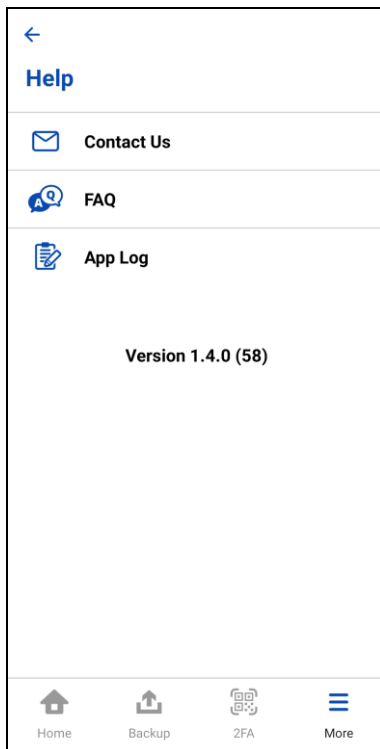 Help
Contact Us
A Q
FAQ
App Log
Version 1.4.0 (58)
Home Backup 2FA More